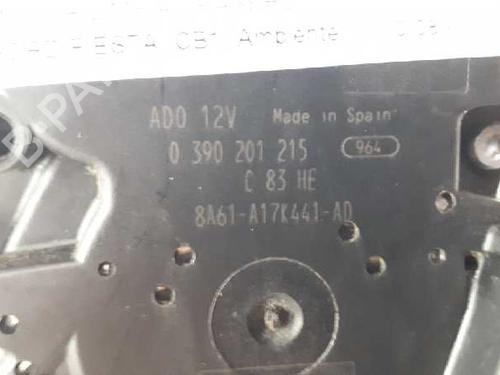 FIESTA CB1 Ambiente
ADO 12V Made in Spain
0 390 201 215 964
C 83 HE
8A61-A17K441-AD